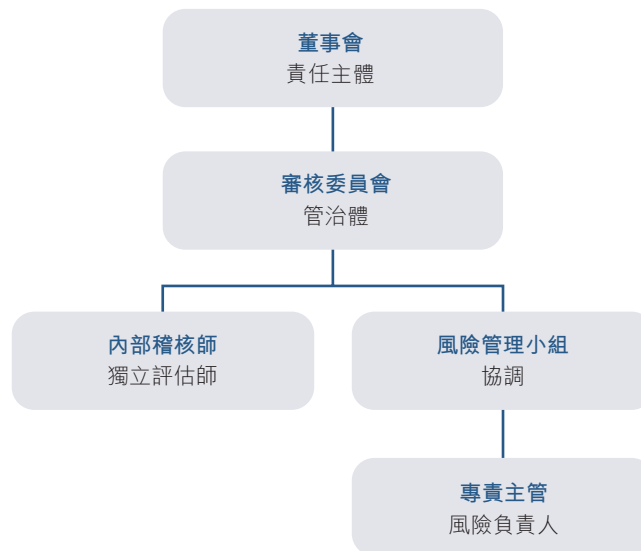 董事會
責任主體
審核委員會
管治體
內部稽核師
獨立評估師
風險管理小組
協調
專責主管
風險負責人